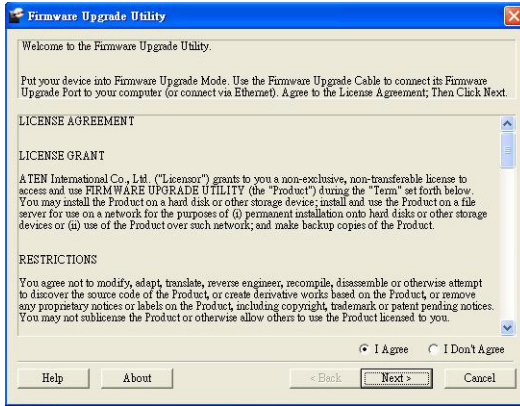 Firmware Upgrade Utility
Welcome to the Firmware Upgrade Utility.
Put your device into Firmware Upgrade Mode. Use the Firmware Upgrade Cable to connect its Firmware
Upgrade Port to your computer (or connect via Ethernet). Agree to the License Agreement; Then Click Next.
LICENSE AGREEMENT
LICENSE GRANT
ATEN International Co., Ltd. ("Licensor") grants to you a non-exclusive, non-transferable license to
access and use FIRMWARE UPGRADE UTILITY (the "Product") during the "Term" set forth below.
You may install the Product on a hard disk or other storage device; install and use the Product on a file
server for use on a network for the purposes of (i) permanent installation onto hard disks or other storage
devices or (ii) use of the Product over such network; and make backup copies of the Product.
RESTRICTIONS
You agree not to modify, adapt, translate, reverse engineer, recompile, disassemble or otherwise attempt
to discover the source code of the Product, or create derivative works based on the Product, or remove
any proprietary notices or labels on the Product, including copyright, trademark or patent pending notices.
You may not sublicense the Product or otherwise allow others to use the Product licensed to you.
I Agree I Don't Agree
Help About < Back Next > Cancel